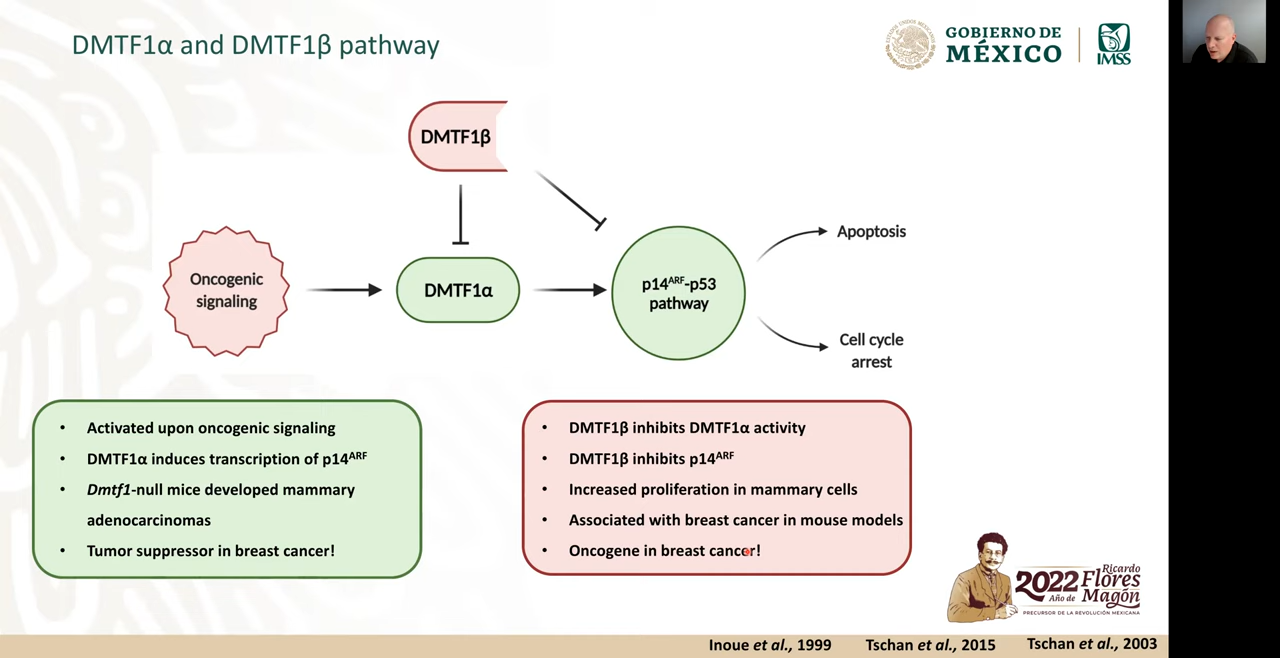 DMTF1α and DMTF1β pathway
ESTADOS UNIDOS MEXICANOS
GOBIERNO DE
MÉXICO
IMSS
DMTF1β
Oncogenic
signaling
DMTF1α
p14ARF-p53
pathway
Apoptosis
Cell cycle
arrest
• Activated upon oncogenic signaling
• DMTF1α induces transcription of p14ARF
• Dmtf1-null mice developed mammary
adenocarcinomas
• Tumor suppressor in breast cancer!
• DMTF1β inhibits DMTF1α activity
• DMTF1β inhibits p14ARF
• Increased proliferation in mammary cells
• Associated with breast cancer in mouse models
• Oncogene in breast cancer!
2022 Ricardo
Año de Flores
Magón
PRECURSOR DE LA REVOLUCIÓN MEXICANA
Inoue et al., 1999 Tschan et al., 2015 Tschan et al., 2003